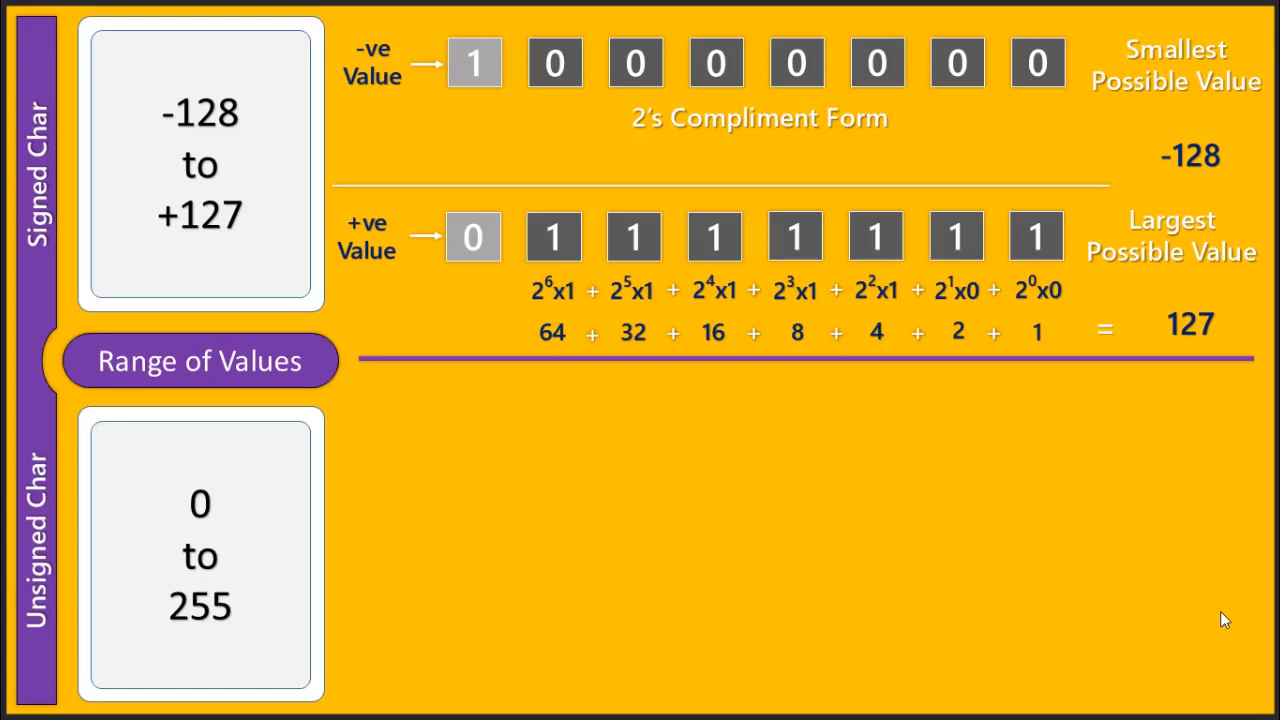 Signed Char
-128
to
+127
-ve
Value
1 0 0 0 0 0 0 0
Smallest
Possible Value
2's Compliment Form
-128
+ve
Value
0 1 1 1 1 1 1 1
Largest
Possible Value
2⁶x1 + 2⁵x1 + 2⁴x1 + 2³x1 + 2²x1 + 2¹x0 + 2⁰x0
64 + 32 + 16 + 8 + 4 + 2 + 1 = 127
Range of Values
Unsigned Char
0
to
255